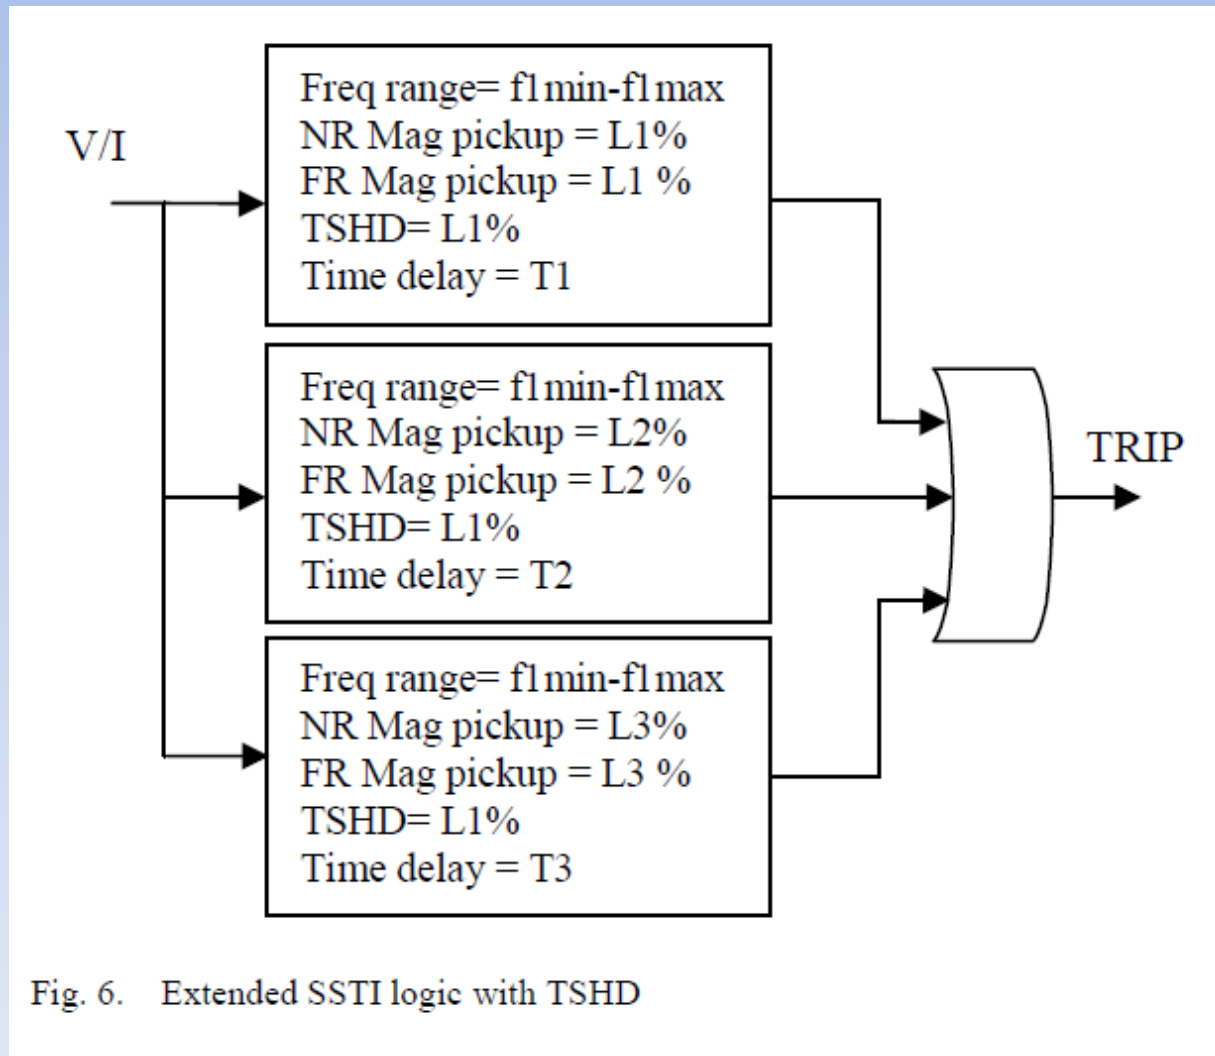 V/I
Freq range= f1min-f1max
NR Mag pickup = L1%
FR Mag pickup = L1 %
TSHD= L1%
Time delay = T1
Freq range= f1min-f1max
NR Mag pickup = L2%
FR Mag pickup = L2 %
TSHD= L1%
Time delay = T2
TRIP
Freq range= f1min-f1max
NR Mag pickup = L3%
FR Mag pickup = L3 %
TSHD= L1%
Time delay = T3
Fig. 6. Extended SSTI logic with TSHD